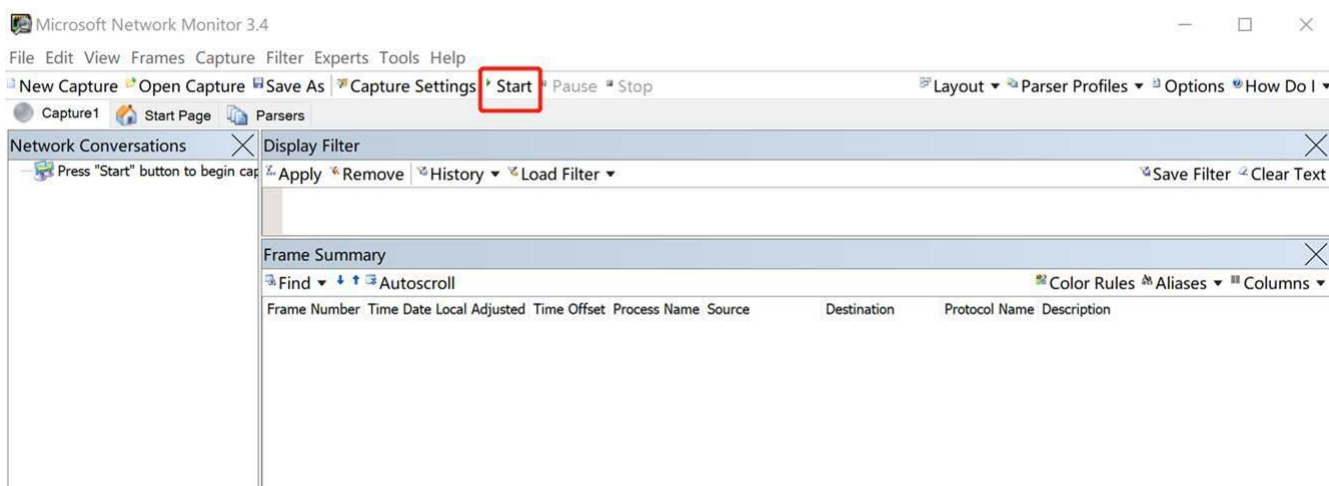 Microsoft Network Monitor 3.4
File Edit View Frames Capture Filter Experts Tools Help
New Capture Open Capture Save As Capture Settings Start Pause Stop Layout Parser Profiles Options How Do I
Capture1 Start Page Parsers
Network Conversations Display Filter
Press "Start" button to begin cap Apply Remove History Load Filter Save Filter Clear Text
Frame Summary
Find Autoscroll Color Rules Aliases Columns
Frame Number Time Date Local Adjusted Time Offset Process Name Source Destination Protocol Name Description